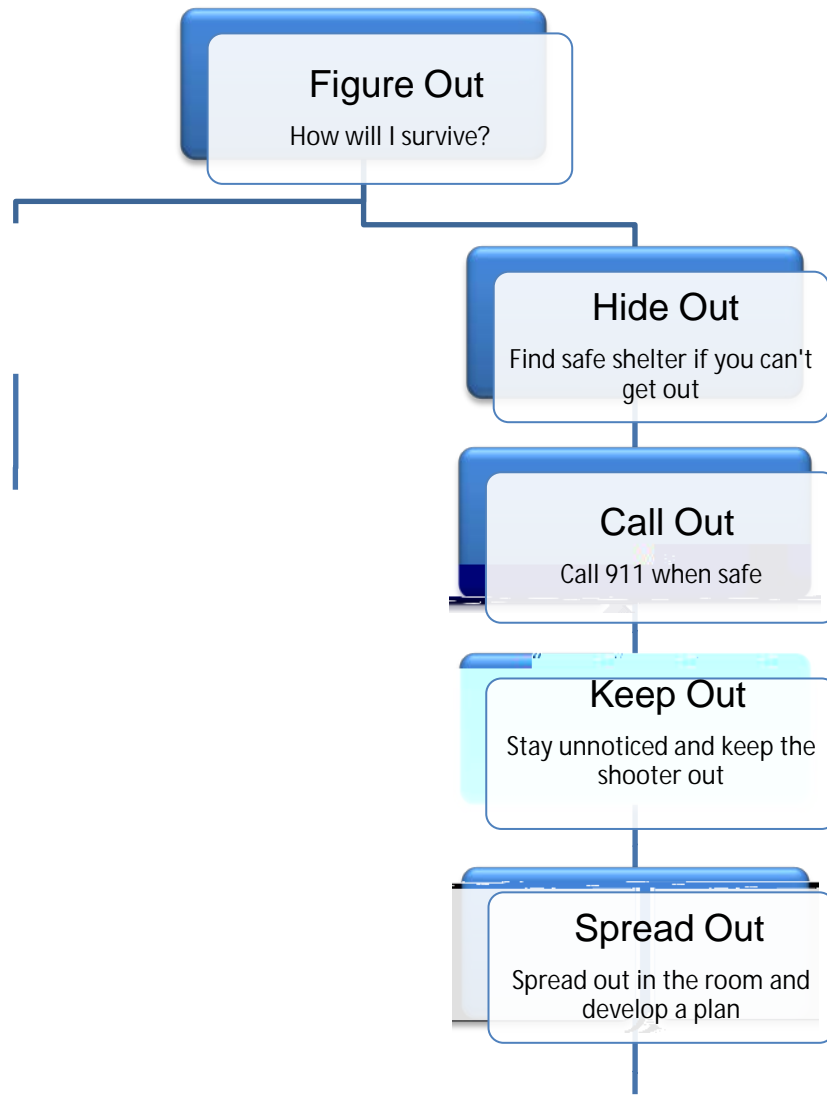 Figure Out
How will I survive?
Hide Out
Find safe shelter if you can't
get out
Call Out
Call 911 when safe
Keep Out
Stay unnoticed and keep the
shooter out
Spread Out
Spread out in the room and
develop a plan